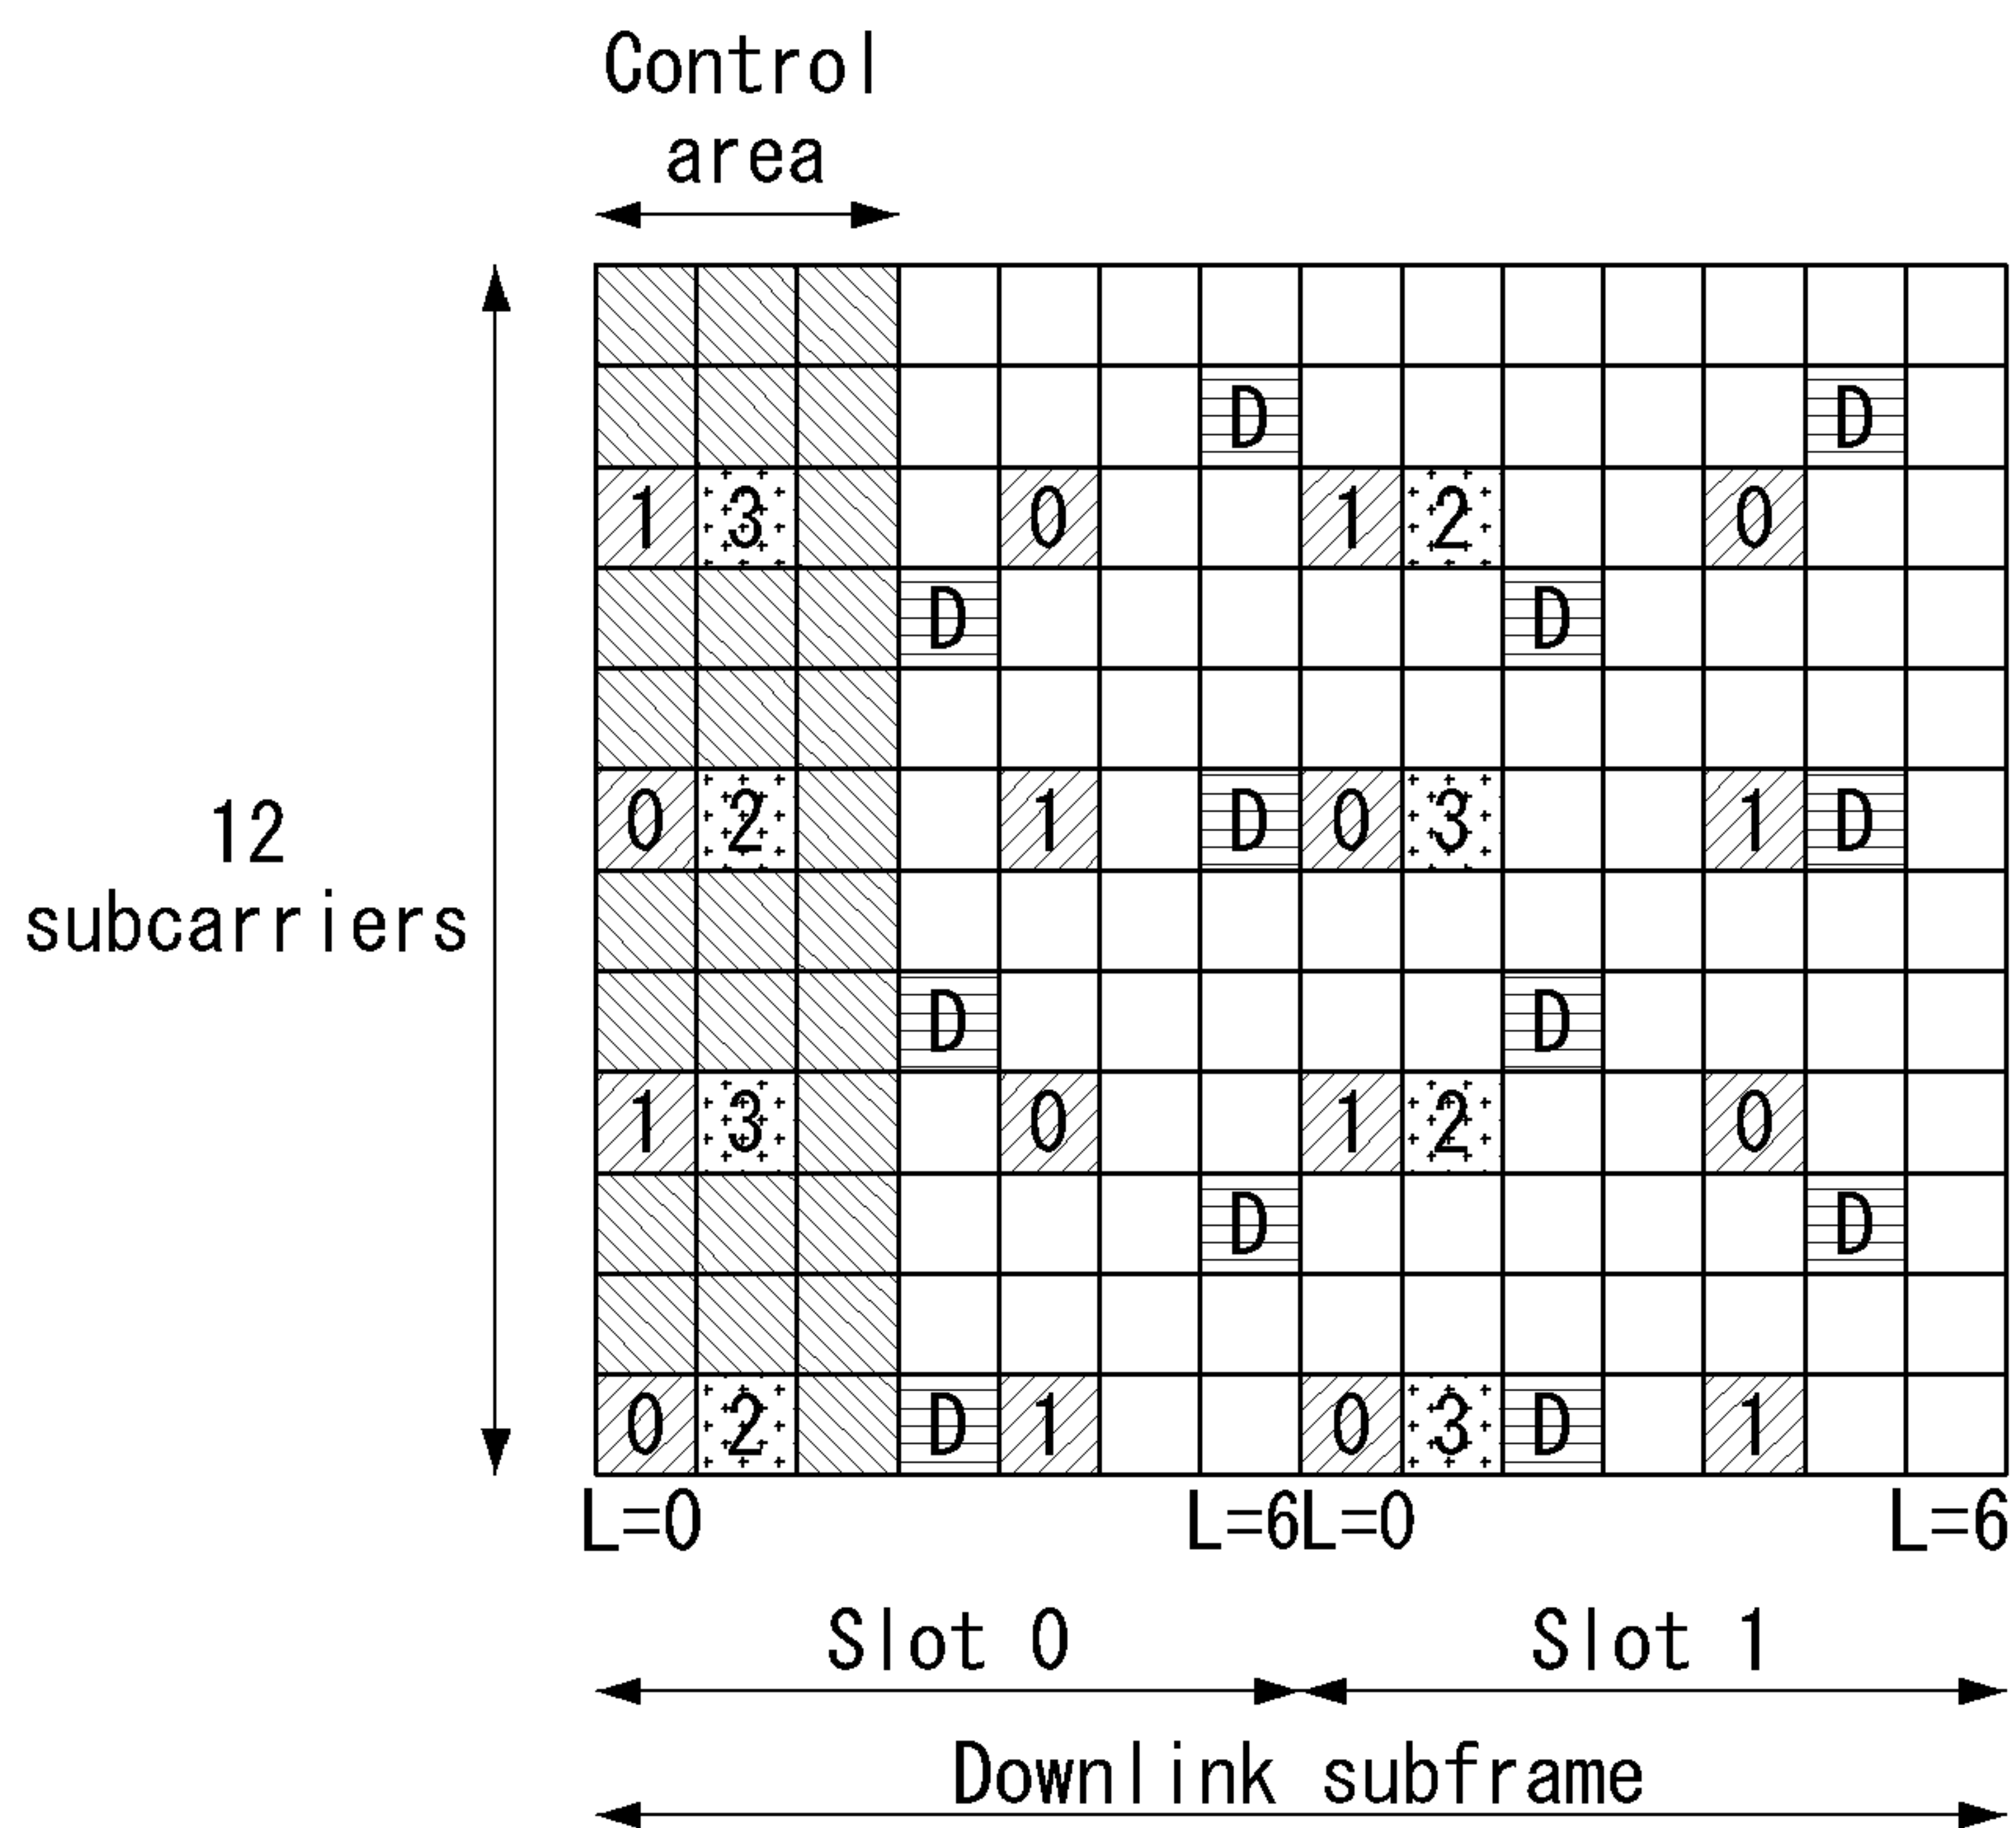 Control
area
D D
1 3 0 1 2 0
D D
12
subcarriers
0 2 1 D 0 3 1 D
D D
1 3 0 1 2 0
D D
0 2 D 1 0 3 D 1
L=0 L=6L=0 L=6
Slot 0 Slot 1
Downlink subframe